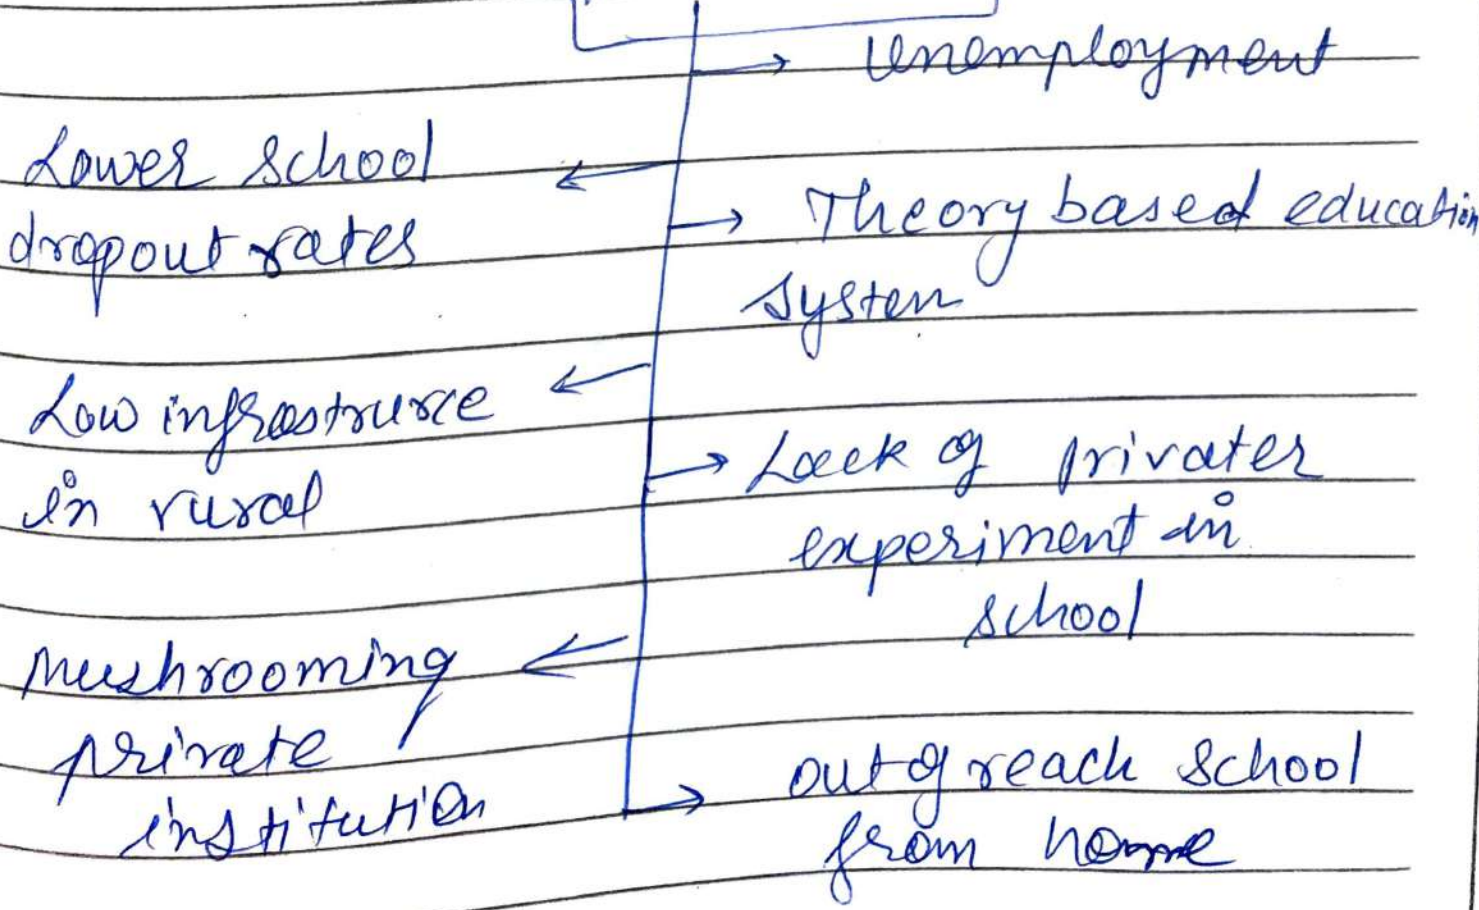 Unemployment
Lower school
dropout rates
Theory based education
system
Low infrastruce
in rural
Lack of privater
experiment in
school
Mushrooming
private
institution
out of reach school
from home